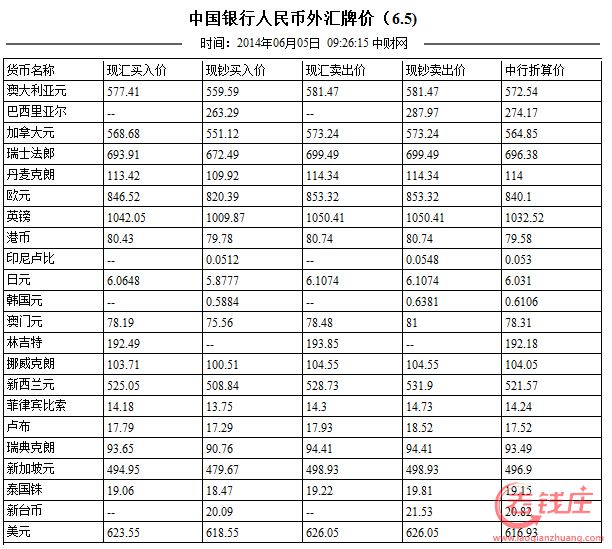 中国银行人民币外汇牌价（6.5)
时间：2014年06月05日 09:26:15 中财网
货币名称 现汇买入价 现钞买入价 现汇卖出价 现钞卖出价 中行折算价
澳大利亚元 577.41 559.59 581.47 581.47 572.54
巴西里亚尔 -- 263.29 -- 287.97 274.17
加拿大元 568.68 551.12 573.24 573.24 564.85
瑞士法郎 693.91 672.49 699.49 699.49 696.38
丹麦克朗 113.42 109.92 114.34 114.34 114
欧元 846.52 820.39 853.32 853.32 840.1
英镑 1042.05 1009.87 1050.41 1050.41 1032.52
港币 80.43 79.78 80.74 80.74 79.58
印尼卢比 -- 0.0512 -- 0.0548 0.053
日元 6.0648 5.8777 6.1074 6.1074 6.031
韩国元 -- 0.5884 -- 0.6381 0.6106
澳门元 78.19 75.56 78.48 81 78.31
林吉特 192.49 -- 193.85 -- 192.18
挪威克朗 103.71 100.51 104.55 104.55 104.05
新西兰元 525.05 508.84 528.73 531.9 521.57
菲律宾比索 14.18 13.75 14.3 14.73 14.24
卢布 17.79 17.29 17.93 18.52 17.52
瑞典克朗 93.65 90.76 94.41 94.41 93.49
新加坡元 494.95 479.67 498.93 498.93 496.9
泰国铢 19.06 18.47 19.22 19.81 19.15
新台币 -- 20.09 -- 21.53 20.82
美元 623.55 618.55 626.05 626.05 616.93
老钱庄
www.laoqianzhuang.com